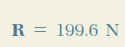 R = 199.6 N